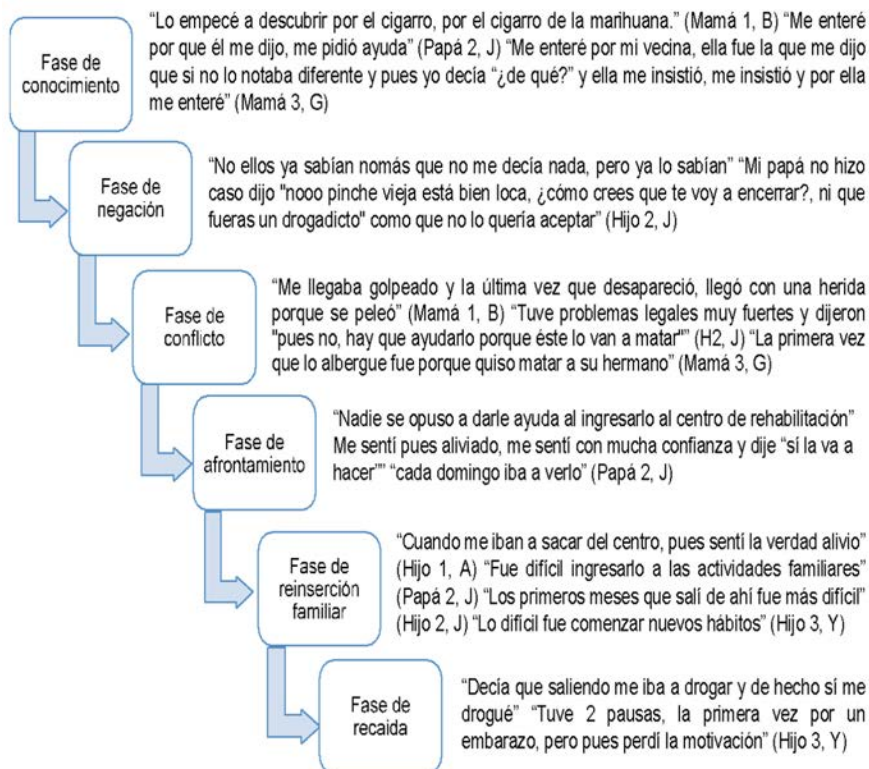 “Lo empecé a descubrir por el cigarro, por el cigarro de la marihuana.” (Mamá 1, B) “Me enteré
por que él me dijo, me pidió ayuda” (Papá 2, J) “Me enteré por mi vecina, ella fue la que me dijo
que si no lo notaba diferente y pues yo decía “¿de qué?” y ella me insistió, me insistió y por ella
me enteré” (Mamá 3, G)
Fase de
conocimiento
“No ellos ya sabían nomás que no me decía nada, pero ya lo sabían” “Mi papá no hizo
caso dijo "nooo pinche vieja está bien loca, ¿cómo crees que te voy a encerrar?, ni que
fueras un drogadicto" como que no lo quería aceptar” (Hijo 2, J)
Fase de
negación
“Me llegaba golpeado y la última vez que desapareció, llegó con una herida
porque se peleó” (Mamá 1, B) “Tuve problemas legales muy fuertes y dijeron
"pues no, hay que ayudarlo porque éste lo van a matar"” (H2, J) “La primera vez
que lo albergue fue porque quiso matar a su hermano” (Mamá 3, G)
Fase de
conflicto
“Nadie se opuso a darle ayuda al ingresarlo al centro de rehabilitación”
Me sentí pues aliviado, me sentí con mucha confianza y dije “sí la va a
hacer”” “cada domingo iba a verlo” (Papá 2, J)
Fase de
afrontamiento
“Cuando me iban a sacar del centro, pues sentí la verdad alivio”
(Hijo 1, A) “Fue difícil ingresarlo a las actividades familiares”
(Papá 2, J) “Los primeros meses que salí de ahí fue más difícil”
(Hijo 2, J) “Lo difícil fue comenzar nuevos hábitos” (Hijo 3, Y)
Fase de
reinserción
familiar
“Decía que saliendo me iba a drogar y de hecho sí me
drogué” “Tuve 2 pausas, la primera vez por un
embarazo, pero pues perdí la motivación” (Hijo 3, Y)
Fase de
recaida